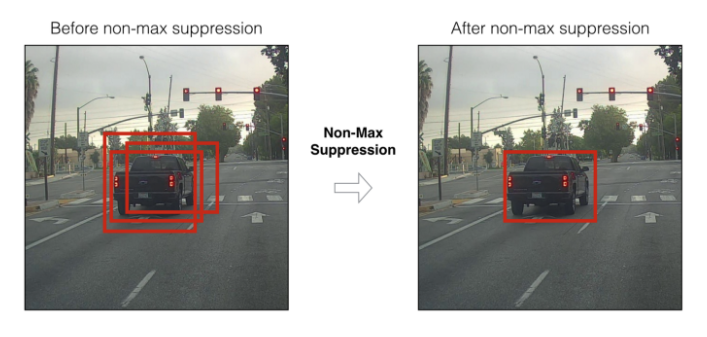 Before non-max suppression
After non-max suppression
Non-Max
Suppression